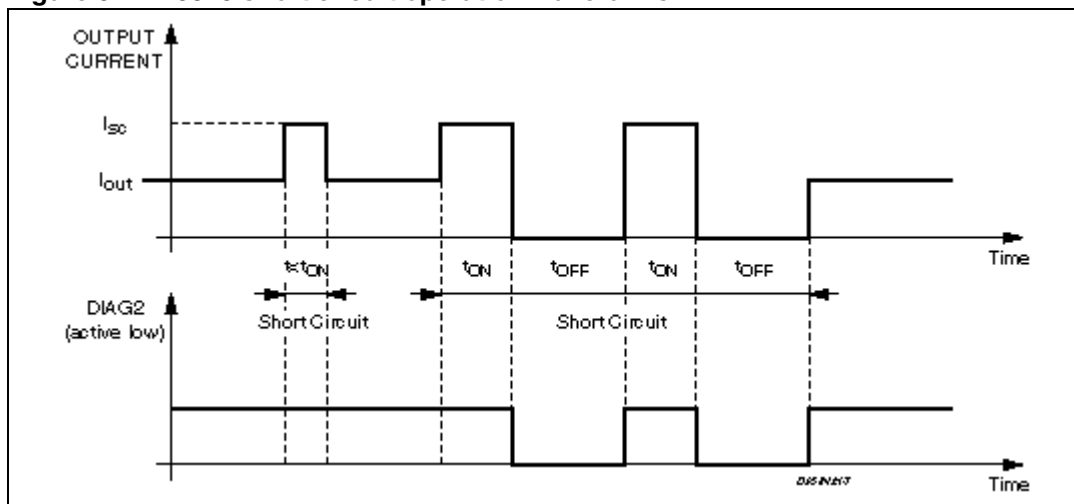 OUTPUT
CURRENT
Isc
Iout
Time
t<tON
tON
tOFF
tON
tOFF
DIAG2
(active low)
Short Circuit
Short Circuit
Time